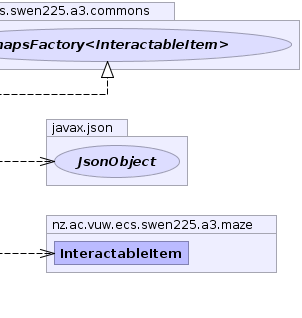 s.swen225.a3.commons
mapsFactory<InteractableItem>
javax.json
JsonObject
nz.ac.vuw.ecs.swen225.a3.maze
InteractableItem